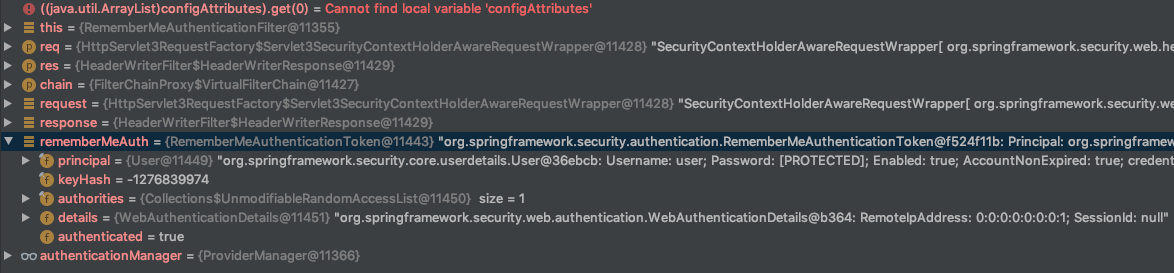 ((java.util.ArrayList)configAttributes).get(0) = Cannot find local variable 'configAttributes'
this = {RememberMeAuthenticationFilter@11355}
p req = {HttpServlet3RequestFactory$Servlet3SecurityContextHolderAwareRequestWrapper@11428} "SecurityContextHolderAwareRequestWrapper[ org.springframework.security.web.he
p res = {HeaderWriterFilter$HeaderWriterResponse@11429}
p chain = {FilterChainProxy$VirtualFilterChain@11427}
request = {HttpServlet3RequestFactory$Servlet3SecurityContextHolderAwareRequestWrapper@11428} "SecurityContextHolderAwareRequestWrapper[ org.springframework.security.we
response = {HeaderWriterFilter$HeaderWriterResponse@11429}
rememberMeAuth = {RememberMeAuthenticationToken@11443} "org.springframework.security.authentication.RememberMeAuthenticationToken@f524f11b: Principal: org.springframew
f principal = {User@11449} "org.springframework.security.core.userdetails.User@36ebcb: Username: user; Password: [PROTECTED]; Enabled: true; AccountNonExpired: true; creden
f keyHash = -1276839974
f authorities = {Collections$UnmodifiableRandomAccessList@11450} size = 1
f details = {WebAuthenticationDetails@11451} "org.springframework.security.web.authentication.WebAuthenticationDetails@b364: RemoteIpAddress: 0:0:0:0:0:0:0:1; SessionId: null"
f authenticated = true
authenticationManager = {ProviderManager@11366}